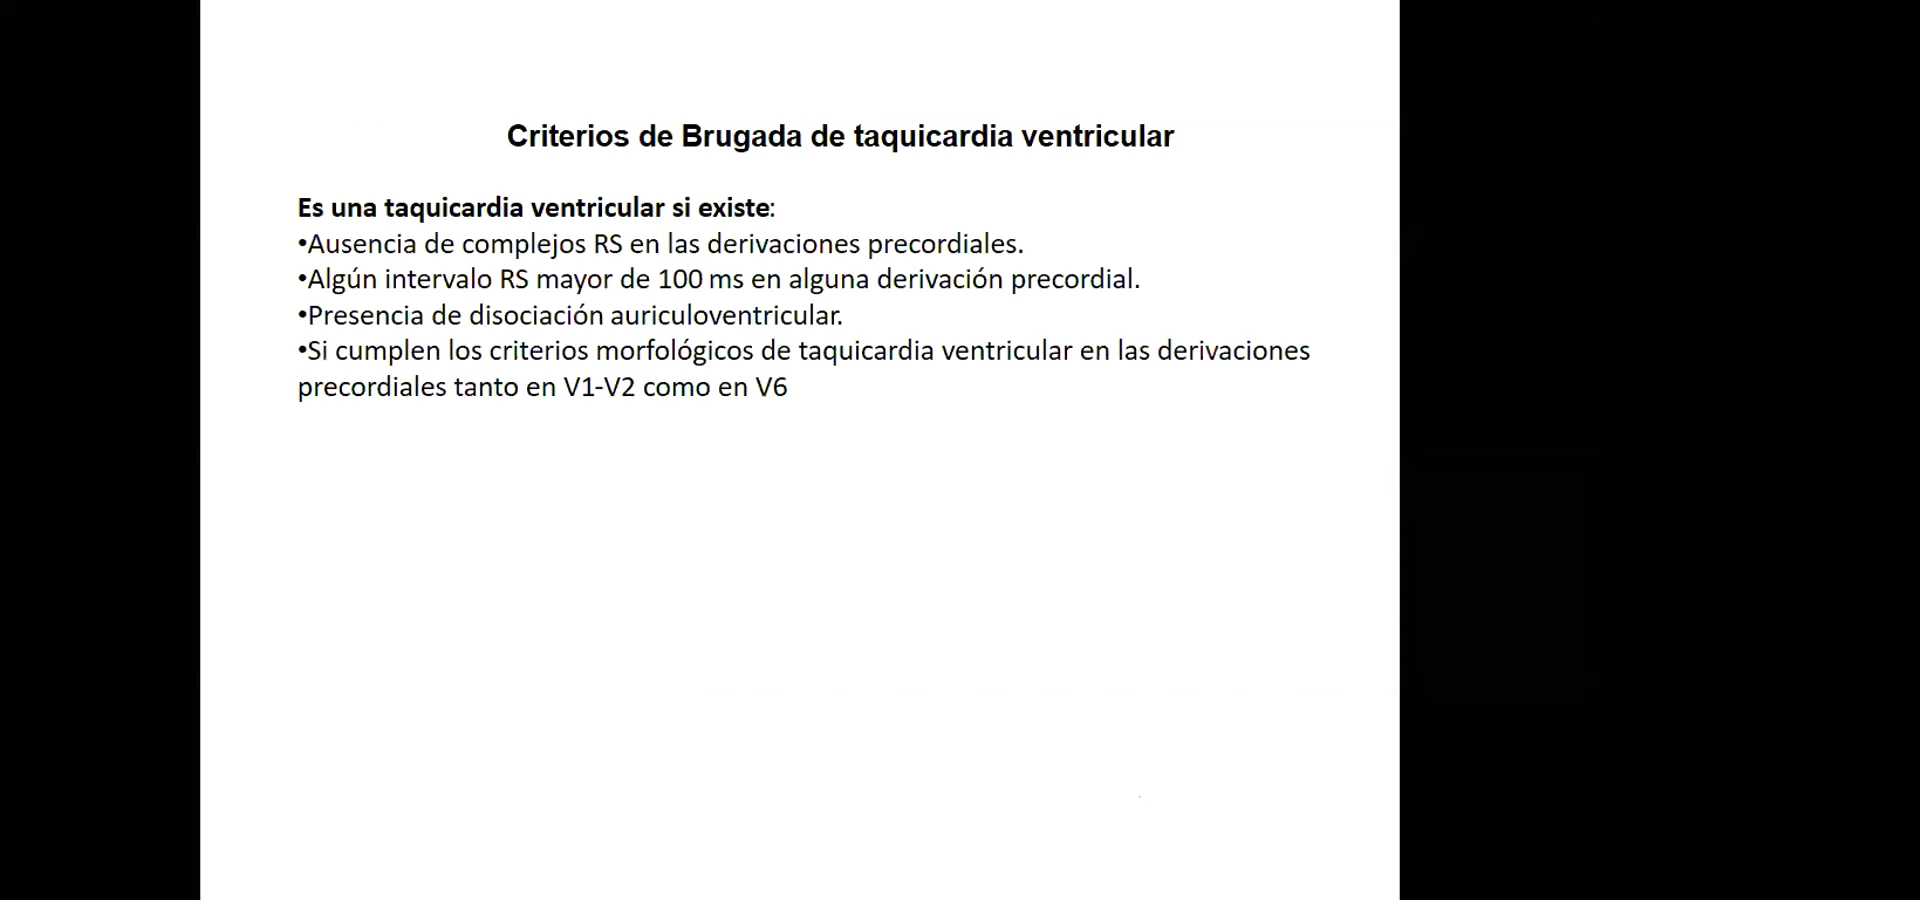 Criterios de Brugada de taquicardia ventricular
Es una taquicardia ventricular si existe:
•Ausencia de complejos RS en las derivaciones precordiales.
•Algún intervalo RS mayor de 100 ms en alguna derivación precordial.
•Presencia de disociación auriculoventricular.
•Si cumplen los criterios morfológicos de taquicardia ventricular en las derivaciones
precordiales tanto en V1-V2 como en V6